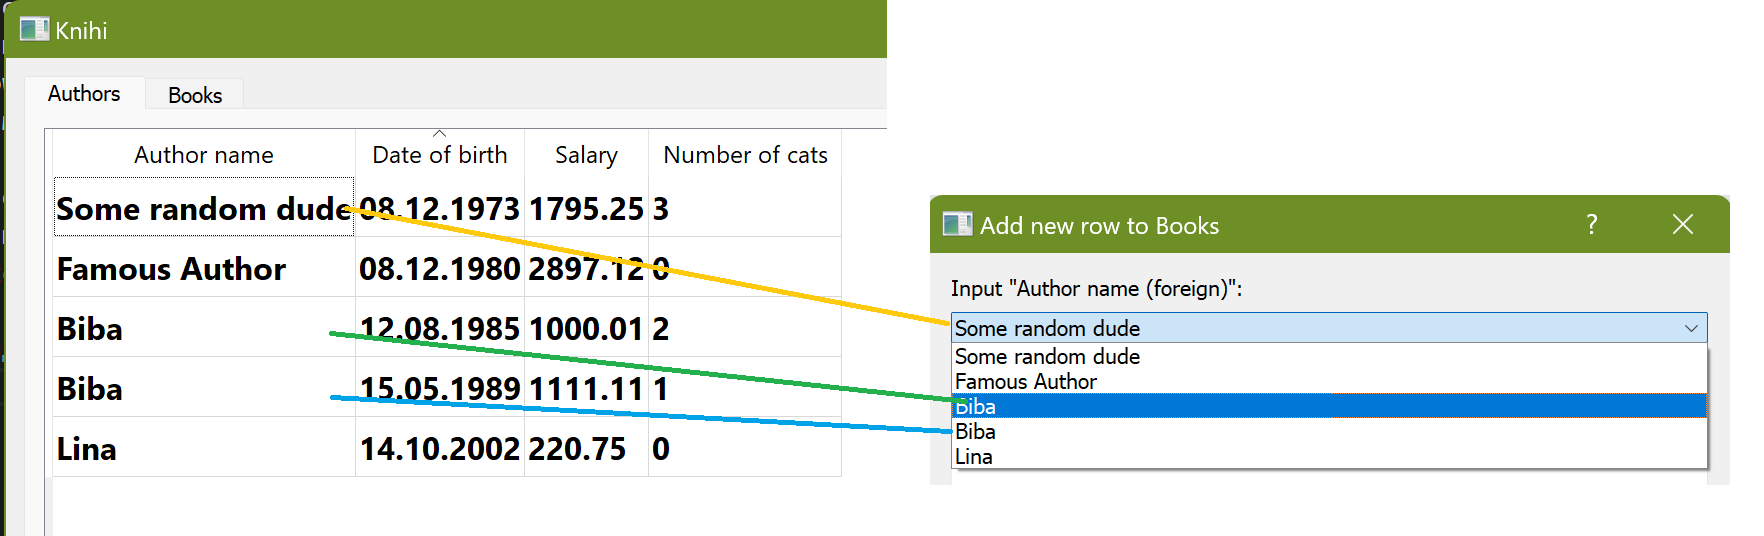 Knihi
Authors Books
Author name Date of birth Salary Number of cats
Some random dude 08.12.1973 1795.25 3
Famous Author 08.12.1980 2897.12 0
Biba 12.08.1985 1000.01 2
Biba 15.05.1989 1111.11 1
Lina 14.10.2002 220.75 0
Add new row to Books ?
Input "Author name (foreign)":
Some random dude
Some random dude
Famous Author
Biba
Biba
Lina